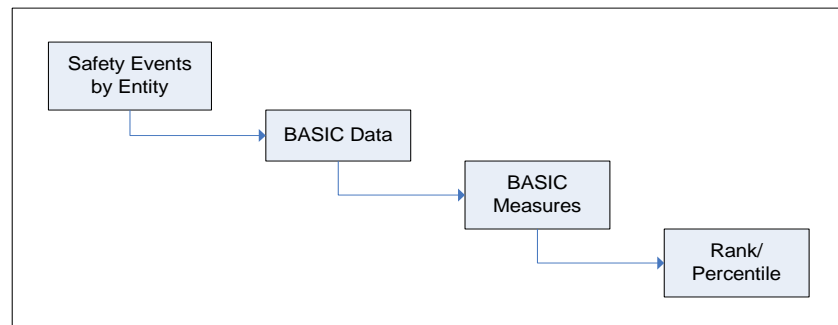 Safety Events
by Entity
BASIC Data
BASIC
Measures
Rank/
Percentile